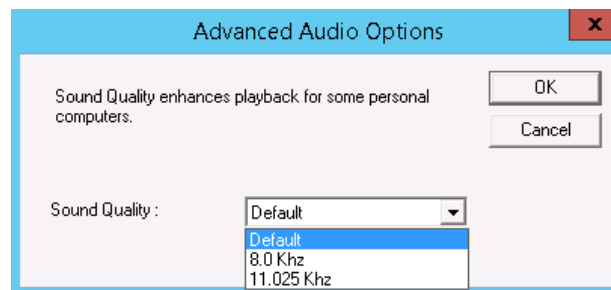 Advanced Audio Options
x
Sound Quality enhances playback for some personal
computers.
OK
Cancel
Sound Quality :
Default
Default
8.0 Khz
11.025 Khz